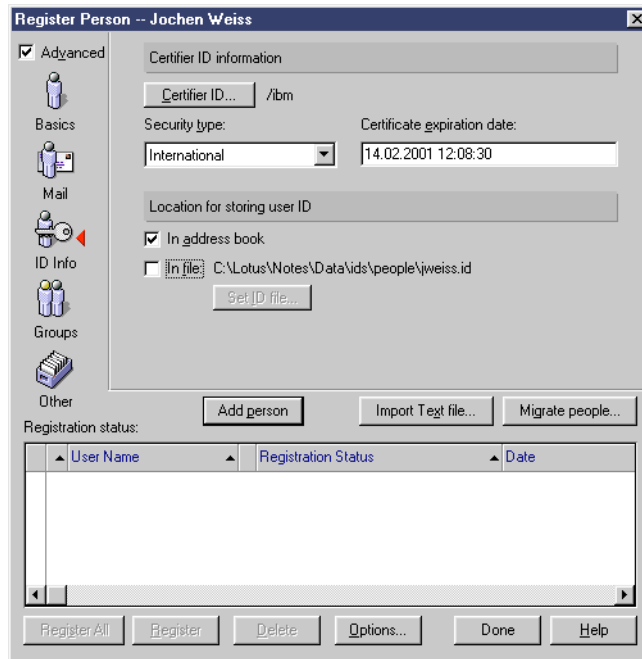 Register Person -- Jochen Weiss
Advanced
Basics
Mail
ID Info
Groups
Other
Certifier ID information
Certifier ID... /ibm
Security type: Certificate expiration date:
International 14.02.2001 12:08:30
Location for storing user ID
In address book
In file: C:\Lotus\Notes\Data\ids\people\jweiss.id
Set ID file...
Add person Import Text file... Migrate people...
Registration status:
User Name Registration Status Date
Register All Register Delete Options... Done Help